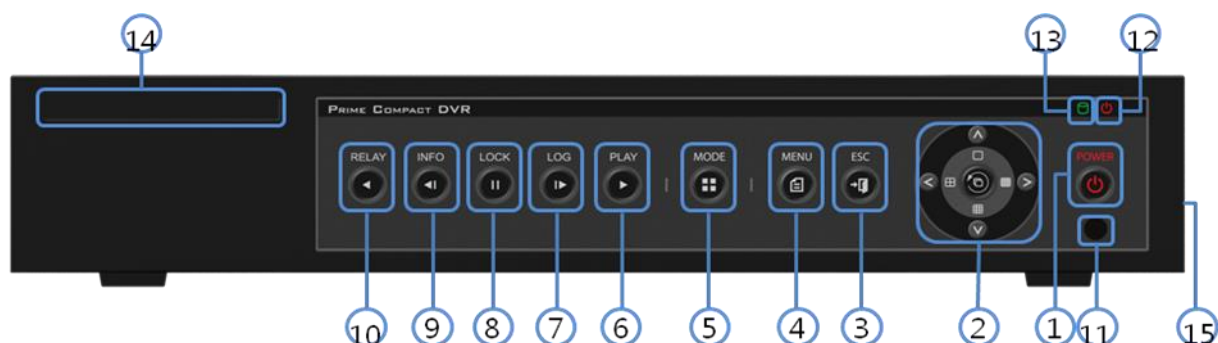 14
13
12
PRIME COMPACT DVR
RELAY INFO LOCK LOG PLAY MODE MENU ESC POWER
10 9 8 7 6 5 4 3 2 1 11 15